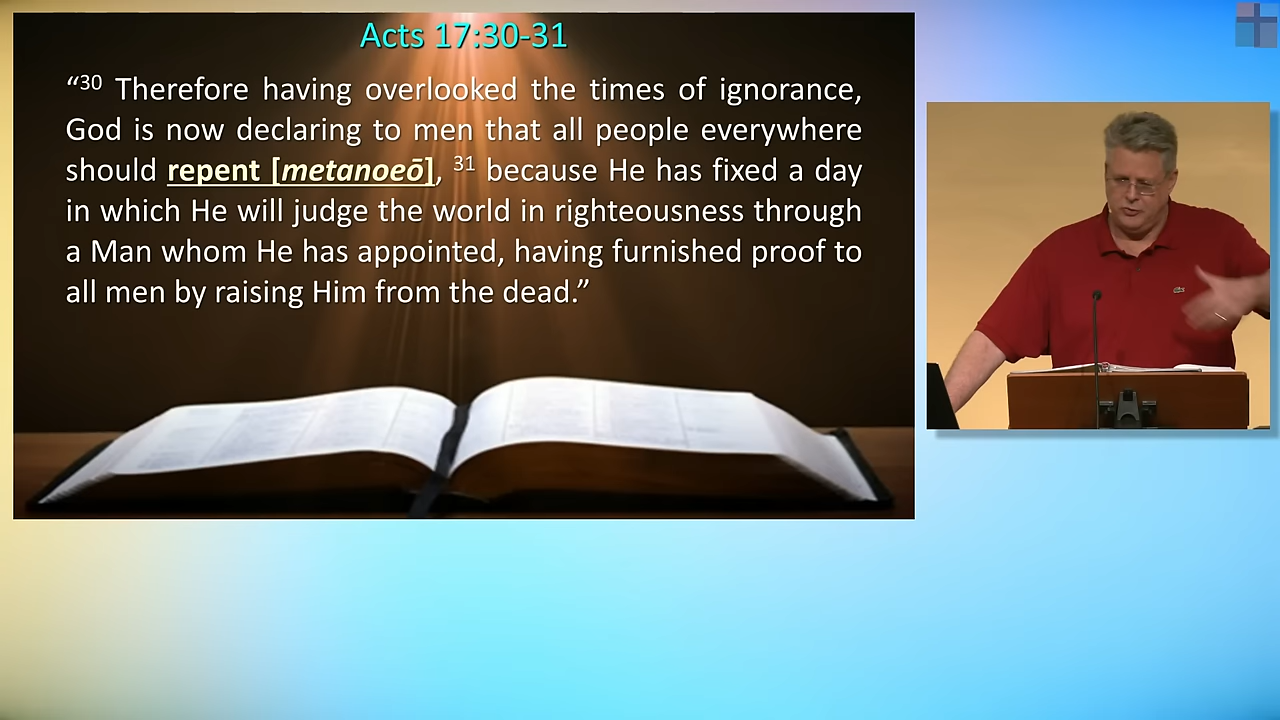 Acts 17:30-31
“30 Therefore having overlooked the times of ignorance,
God is now declaring to men that all people everywhere
should repent [metanoeō], 31 because He has fixed a day
in which He will judge the world in righteousness through
a Man whom He has appointed, having furnished proof to
all men by raising Him from the dead.”